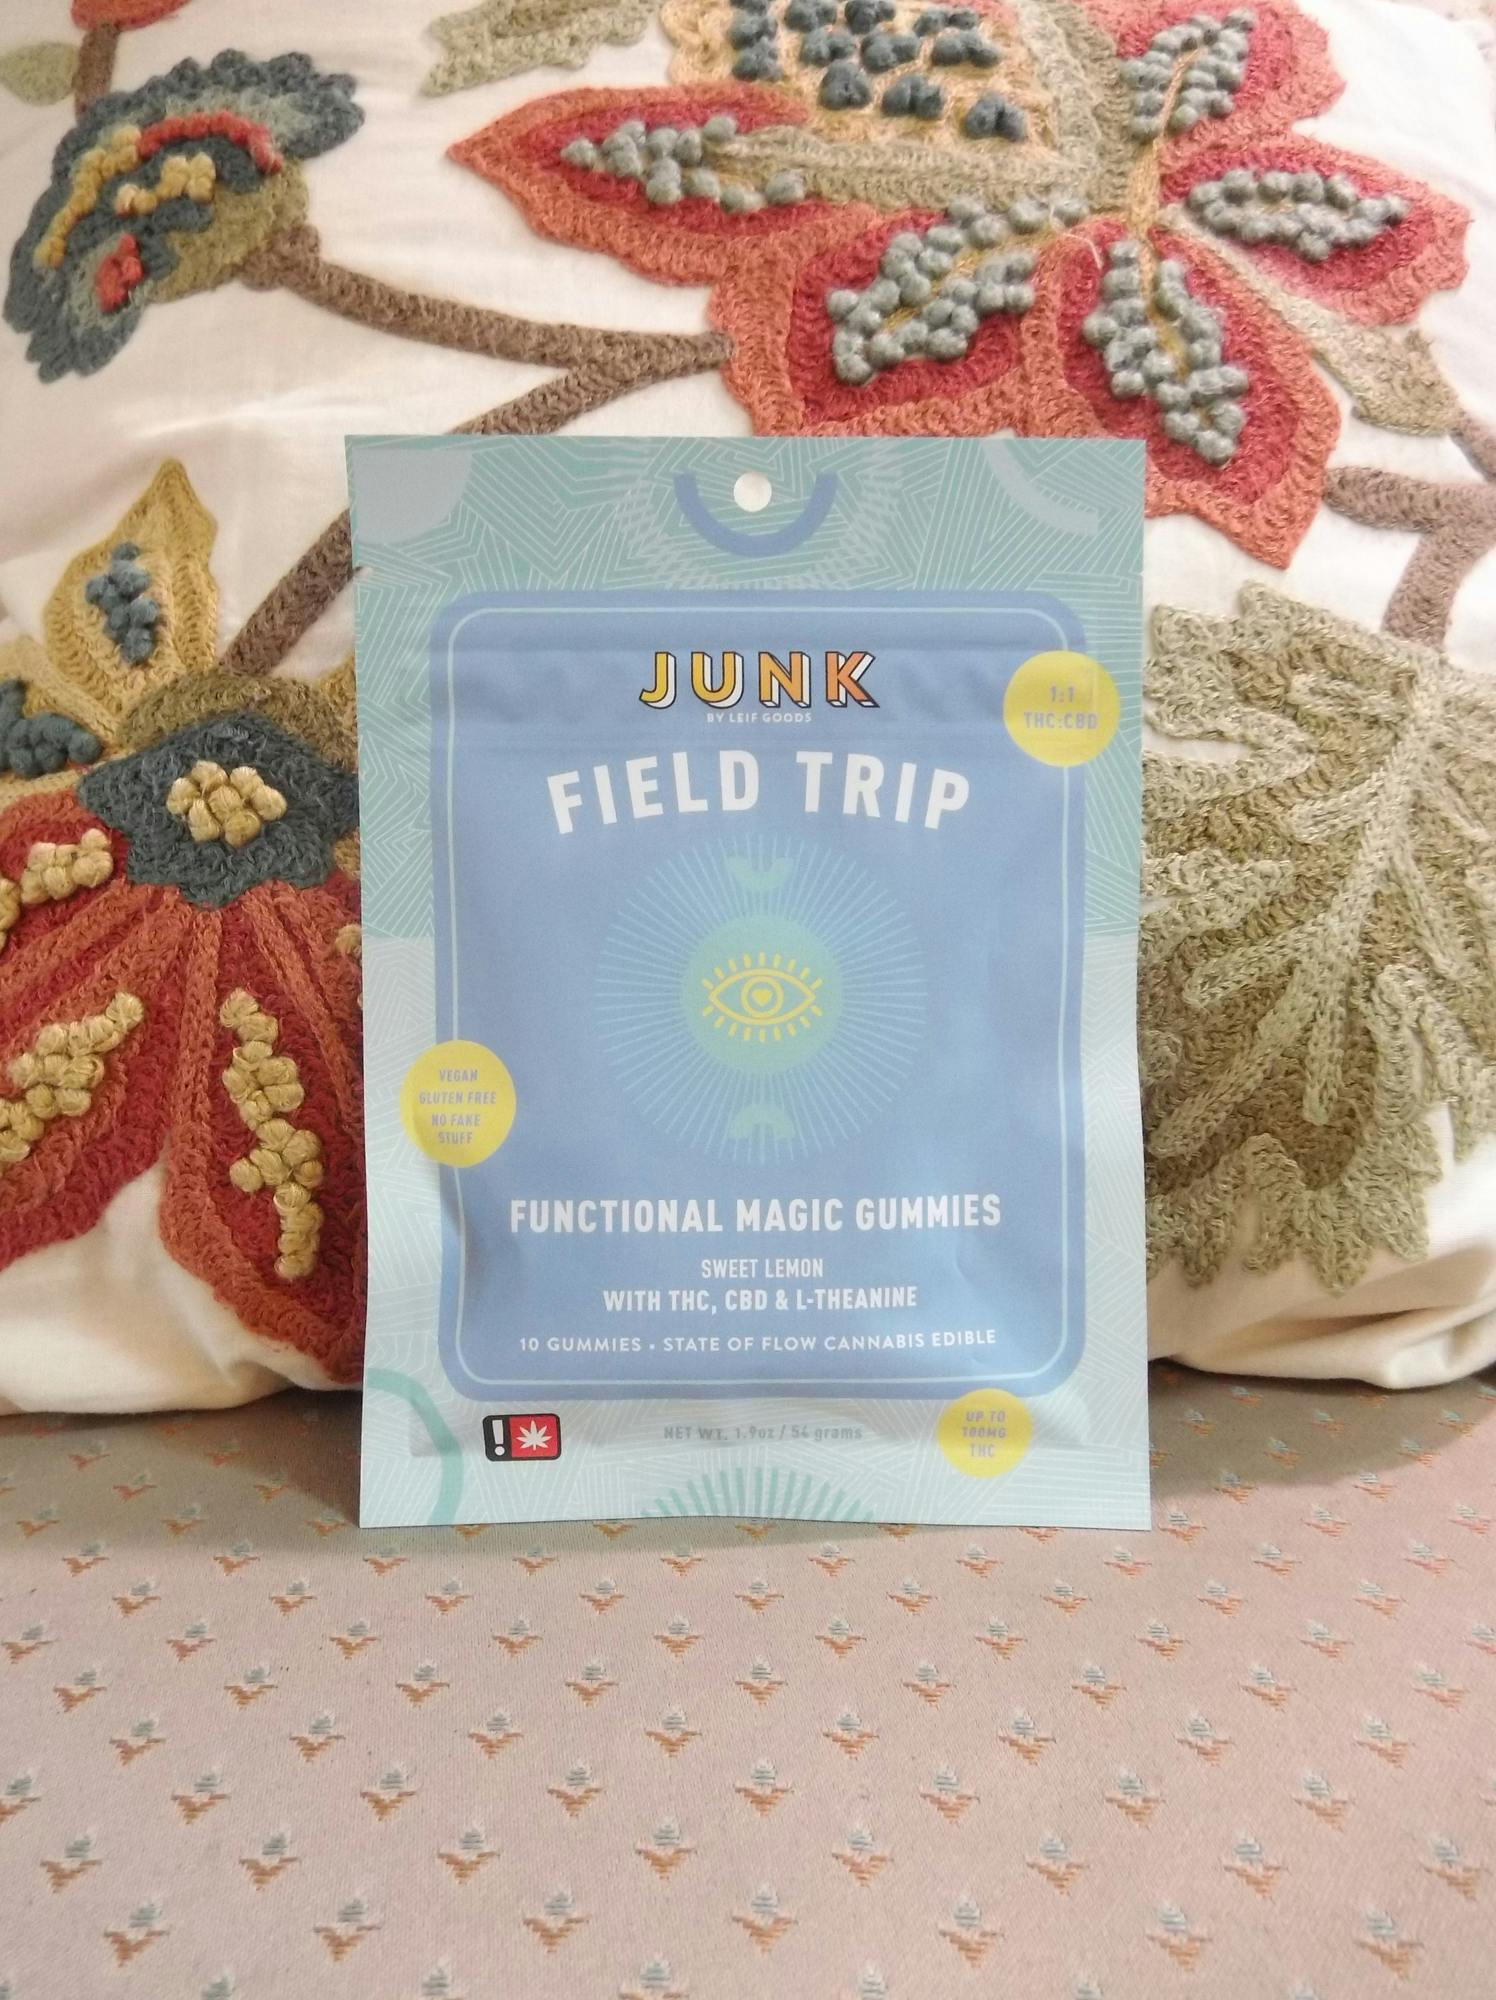 JUNK
BY LEIF GOODS
1:1
THC:CBD
FIELD TRIP
VEGAN
GLUTEN FREE
NO FAKE
STUFF
FUNCTIONAL MAGIC GUMMIES
SWEET LEMON
WITH THC, CBD & L-THEANINE
10 GUMMIES • STATE OF FLOW CANNABIS EDIBLE
!
NET WT. 1.9oz / 54 grams
UP TO
100MG
THC